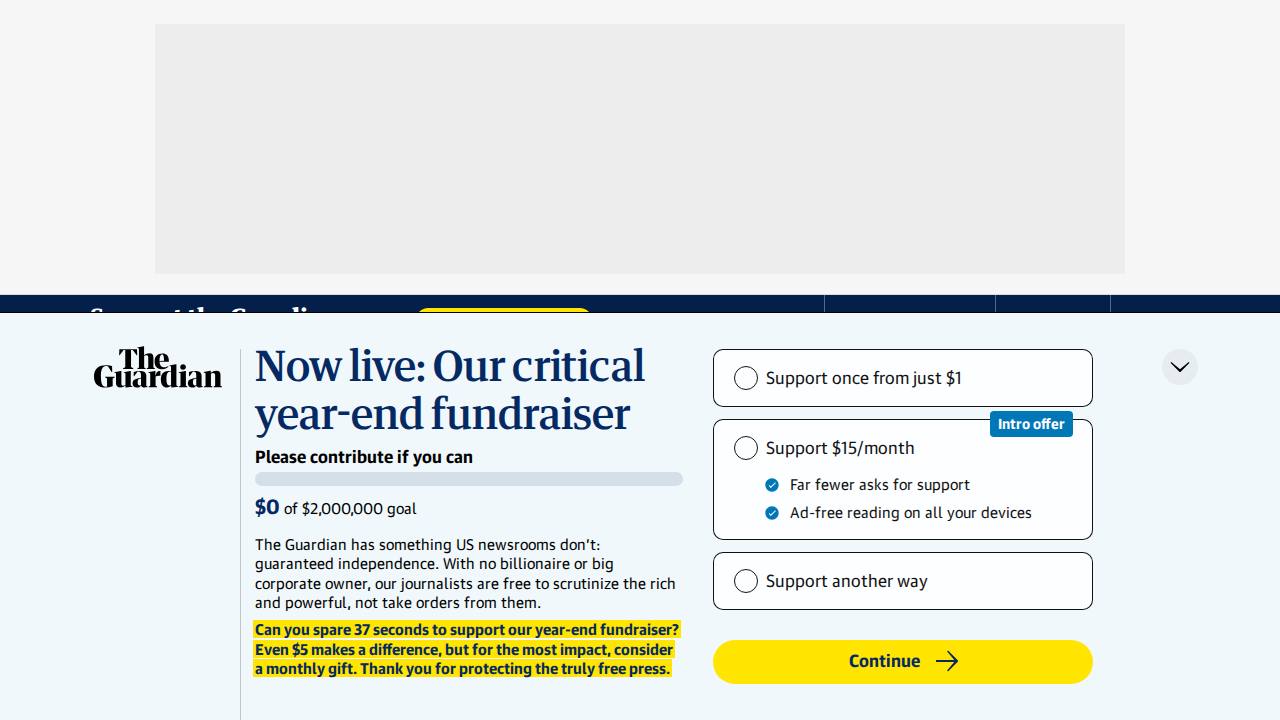 The
Guardian
Now live: Our critical
year-end fundraiser
Please contribute if you can
$0 of $2,000,000 goal
The Guardian has something US newsrooms don't:
guaranteed independence. With no billionaire or big
corporate owner, our journalists are free to scrutinize the rich
and powerful, not take orders from them.
Can you spare 37 seconds to support our year-end fundraiser?
Even $5 makes a difference, but for the most impact, consider
a monthly gift. Thank you for protecting the truly free press.
Support once from just $1
Intro offer
Support $15/month
Far fewer asks for support
Ad-free reading on all your devices
Support another way
Continue